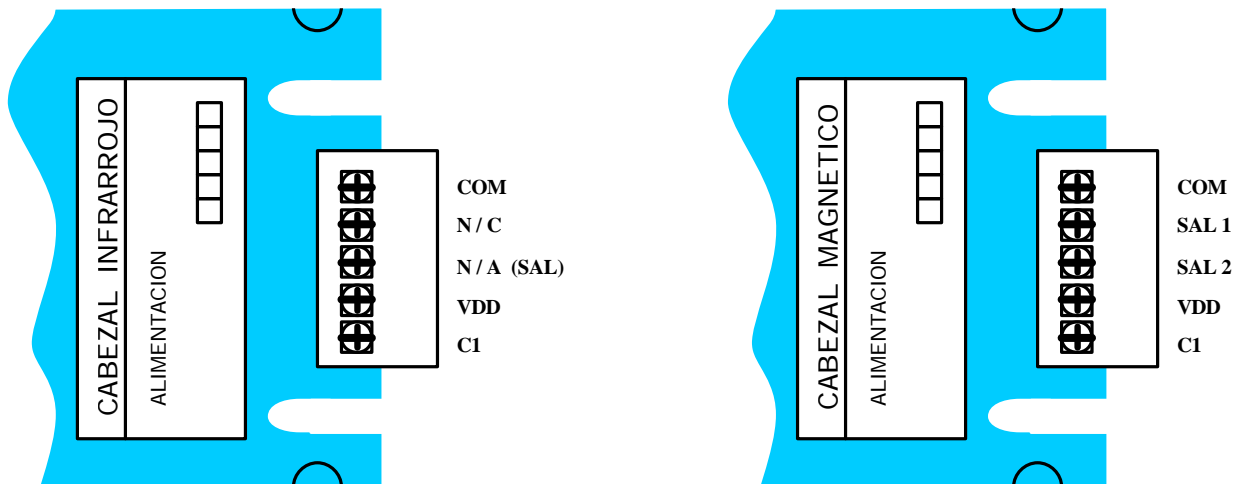 CABEZAL INFRARROJO
ALIMENTACION
COM
N / C
N / A (SAL)
VDD
C1
CABEZAL MAGNETICO
ALIMENTACION
COM
SAL 1
SAL 2
VDD
C1